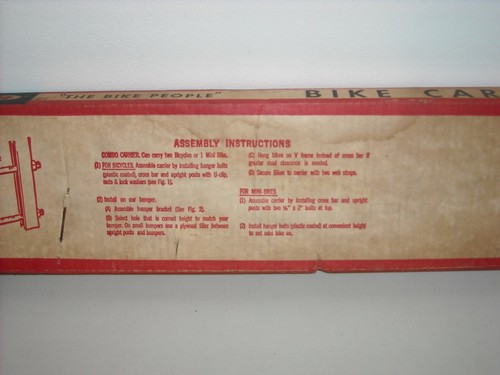 "THE BIKE PEOPLE"
BIKE CAR
ASSEMBLY INSTRUCTIONS
COMBO CARRIER. Can carry two Bicycles or 1 Mini Bike.
(1) FOR BICYCLES. Assemble carrier by installing hanger bolts
(plastic coated), cross bar and upright posts with U-clip,
nuts & lock washers (see Fig. 1).
(2) Install on car bumper.
(A) Assemble bumper bracket (See Fig. 2).
(B) Select hole that is correct height to match your
bumper. On small bumpers use a plywood filler between
upright posts and bumpers.
(C) Hang bikes on V frame instead of cross bar if
greater road clearance is needed.
(D) Secure Bikes to carrier with two web straps.
FOR MINI-BIKES.
(1) Assemble carrier by installing cross bar and upright
posts with two ¼" x 2" bolts at top.
(2) Install hanger bolts (plastic coated) at convenient height
to set mini bike on.